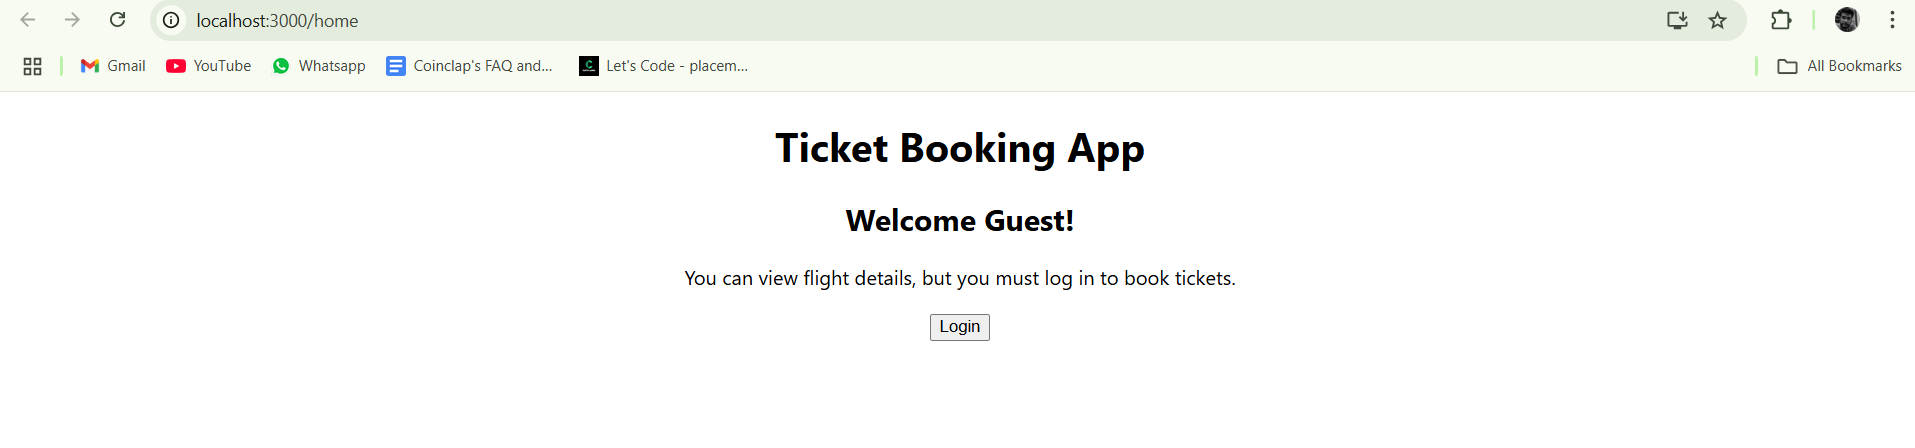 localhost:3000/home
Gmail YouTube Whatsapp Coinclap's FAQ and... Let's Code - placem... All Bookmarks
Ticket Booking App
Welcome Guest!
You can view flight details, but you must log in to book tickets.
Login